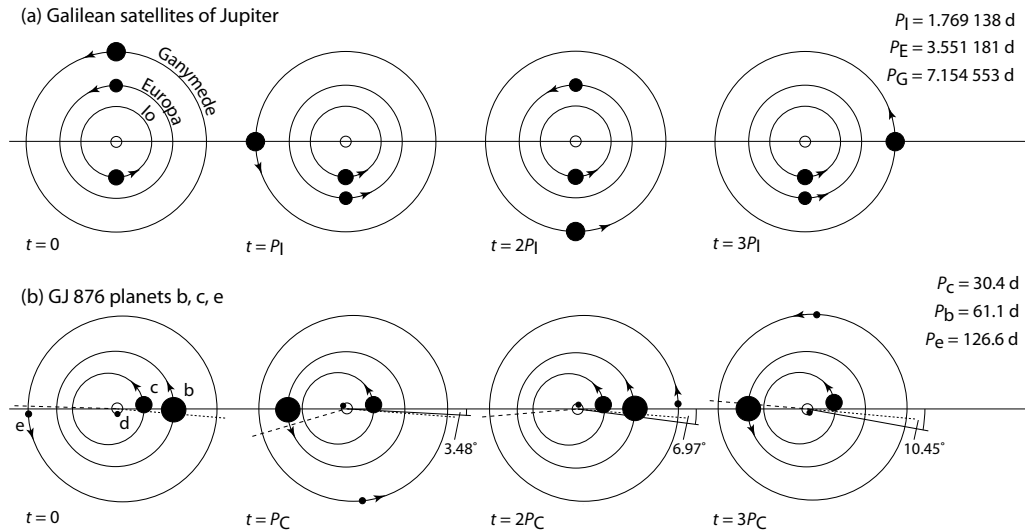 (a) Galilean satellites of Jupiter
P_I = 1.769 138 d
P_E = 3.551 181 d
P_G = 7.154 553 d
Ganymede
Europa
Io
t = 0
t = P_I
t = 2P_I
t = 3P_I
(b) GJ 876 planets b, c, e
P_c = 30.4 d
P_b = 61.1 d
P_e = 126.6 d
c
b
e
d
3.48°
6.97°
10.45°
t = 0
t = P_C
t = 2P_C
t = 3P_C